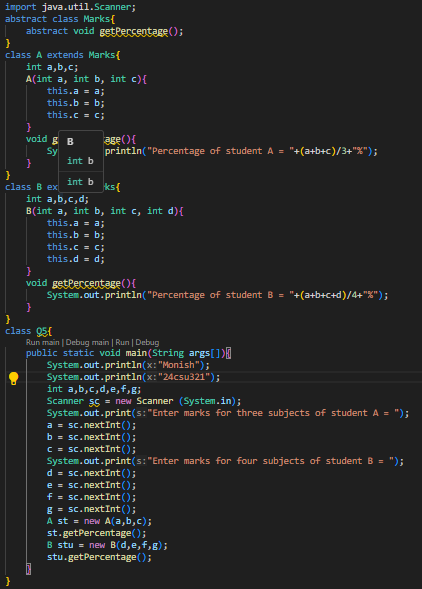 import java.util.Scanner;
abstract class Marks{
    abstract void getPercentage();
}
class A extends Marks{
    int a,b,c;
    A(int a, int b, int c){
        this.a = a;
        this.b = b;
        this.c = c;
    }
    void g age(){
        Sy println("Percentage of student A = "+(a+b+c)/3+"%");
    }
}
B
int b
int b
class B ex ks{
    int a,b,c,d;
    B(int a, int b, int c, int d){
        this.a = a;
        this.b = b;
        this.c = c;
        this.d = d;
    }
    void getPercentage(){
        System.out.println("Percentage of student B = "+(a+b+c+d)/4+"%");
    }
}
class Q5{
    Run main | Debug main | Run | Debug
    public static void main(String args[]){
        System.out.println(x:"Monish");
        System.out.println(x:"24csu321");
        int a,b,c,d,e,f,g;
        Scanner sc = new Scanner (System.in);
        System.out.print(s:"Enter marks for three subjects of student A = ");
        a = sc.nextInt();
        b = sc.nextInt();
        c = sc.nextInt();
        System.out.print(s:"Enter marks for four subjects of student B = ");
        d = sc.nextInt();
        e = sc.nextInt();
        f = sc.nextInt();
        g = sc.nextInt();
        A st = new A(a,b,c);
        st.getPercentage();
        B stu = new B(d,e,f,g);
        stu.getPercentage();
    }
}